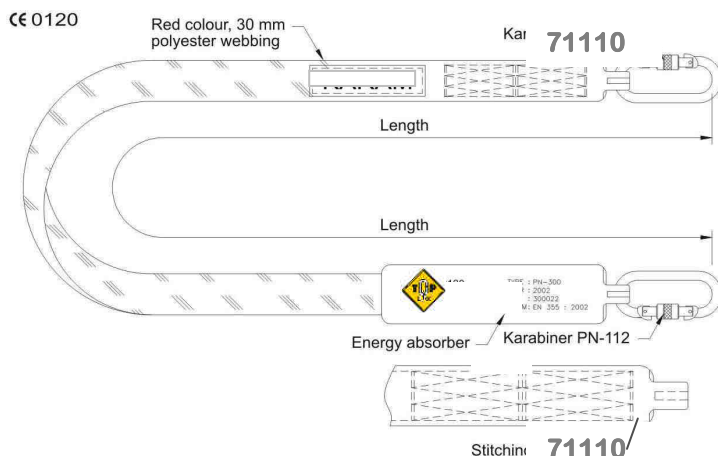 CE 0120
Red colour, 30 mm
polyester webbing
71110
Length
Length
TYPE : PN-300
: 2002
: 300022
M: EN 355 : 2002
Energy absorber
Karabiner PN-112
71110